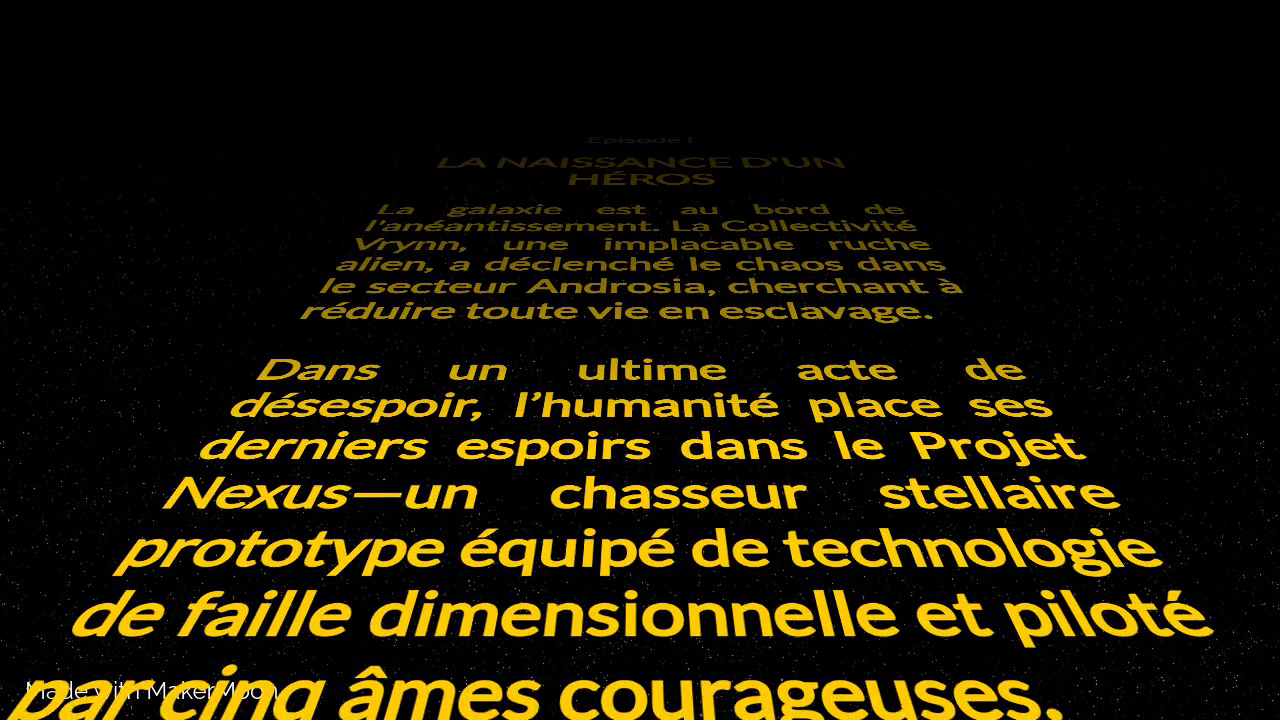 Episode I
LA NAISSANCE D'UN
HÉROS
La galaxie est au bord de
l'anéantissement. La Collectivité
Vrynn, une implacable ruche
alien, a déclenché le chaos dans
le secteur Androsia, cherchant à
réduire toute vie en esclavage.
Dans un ultime acte de
désespoir, l’humanité place ses
derniers espoirs dans le Projet
Nexus—un chasseur stellaire
prototype équipé de technologie
de faille dimensionnelle et piloté
par cinq âmes courageuses.
Made with MakerMoon